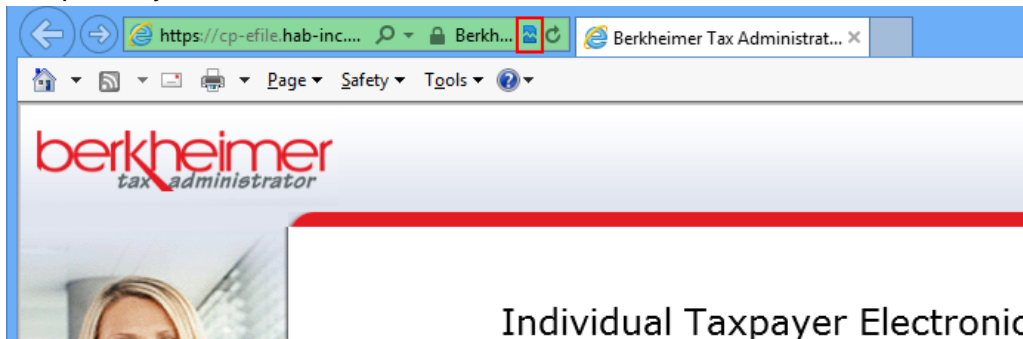 https://cp-efile.hab-inc.... Berkh... Berkheimer Tax Administrat...
Page Safety Tools
berkheimer
tax administrator
Individual Taxpayer Electronic